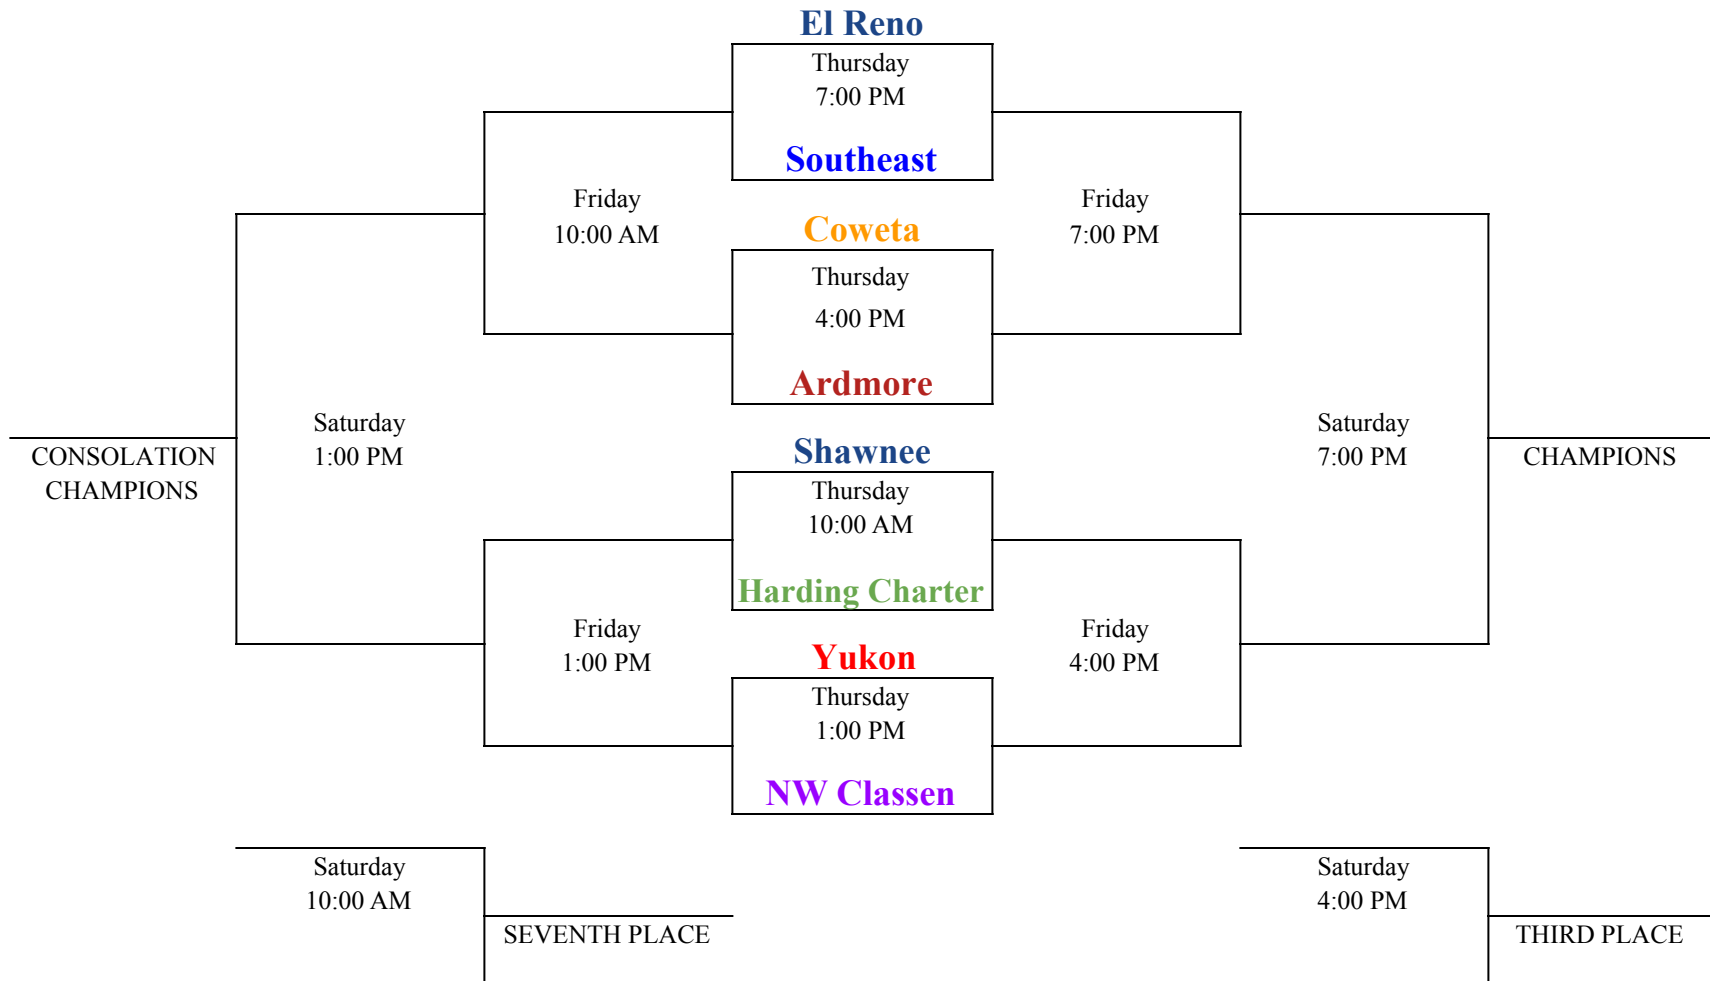 El Reno
Thursday
7:00 PM
Southeast
Friday
10:00 AM
Friday
7:00 PM
Coweta
Thursday
4:00 PM
Ardmore
Saturday
1:00 PM
CONSOLATION
CHAMPIONS
Saturday
7:00 PM
CHAMPIONS
Shawnee
Thursday
10:00 AM
Harding Charter
Friday
1:00 PM
Friday
4:00 PM
Yukon
Thursday
1:00 PM
NW Classen
Saturday
10:00 AM
SEVENTH PLACE
Saturday
4:00 PM
THIRD PLACE